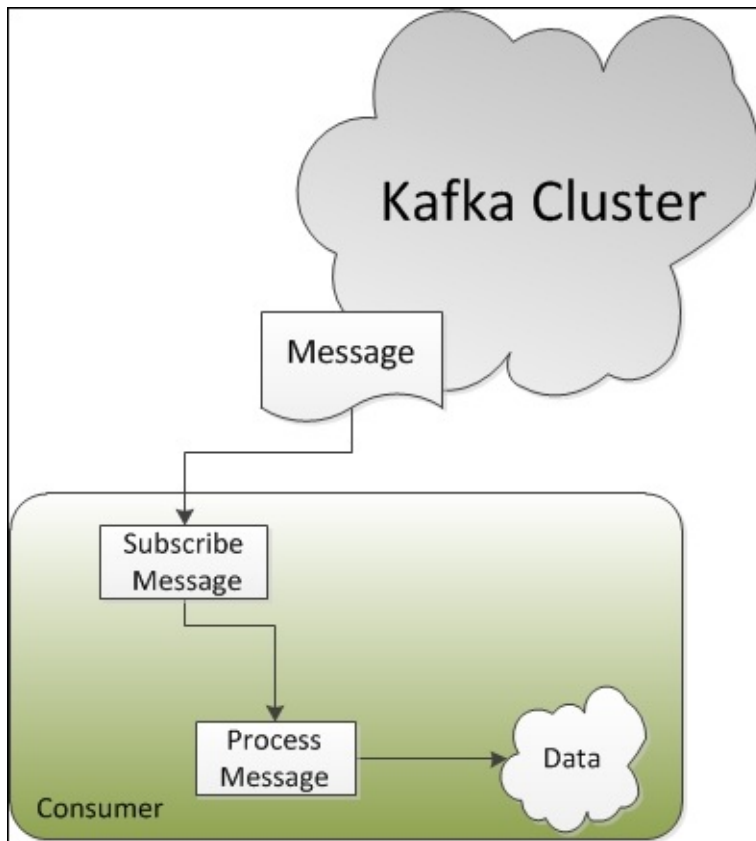 Kafka Cluster
Message
Subscribe
Message
Process
Message
Data
Consumer